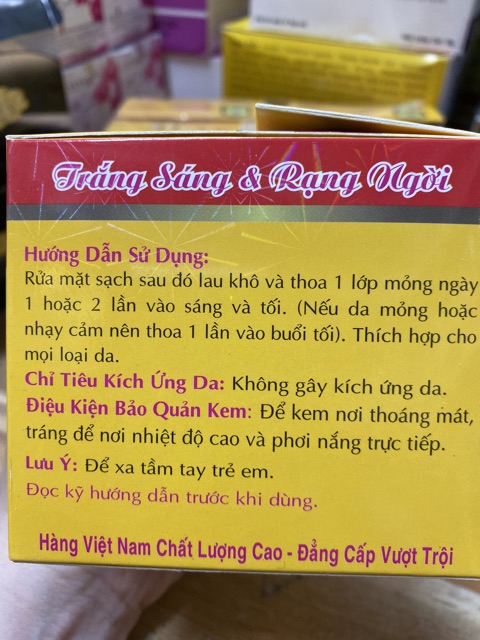 Trắng Sáng & Rạng Ngời
Hướng Dẫn Sử Dụng:
Rửa mặt sạch sau đó lau khô và thoa 1 lớp mỏng ngày
1 hoặc 2 lần vào sáng và tối. (Nếu da mỏng hoặc
nhạy cảm nên thoa 1 lần vào buổi tối). Thích hợp cho
mọi loại da.
Chỉ Tiêu Kích Ứng Da: Không gây kích ứng da.
Điệu Kiện Bảo Quản Kem: Để kem nơi thoáng mát,
tráng để nơi nhiệt độ cao và phơi nắng trực tiếp.
Lưu Ý: Để xa tầm tay trẻ em.
Đọc kỹ hướng dẫn trước khi dùng.
Hàng Việt Nam Chất Lượng Cao - Đẳng Cấp Vượt Trội